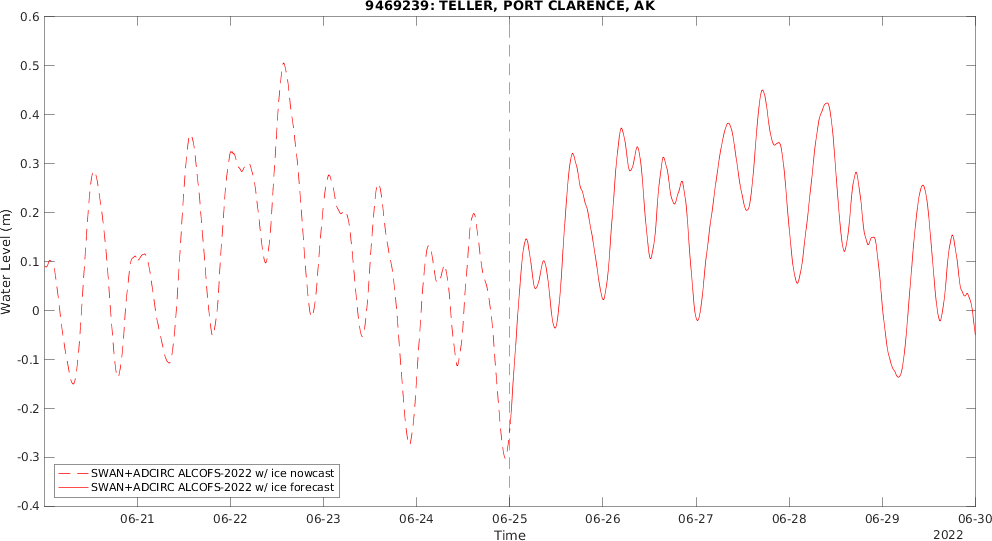 9469239: TELLER, PORT CLARENCE, AK
Water Level (m)
0.6
0.5
0.4
0.3
0.2
0.1
0
-0.1
-0.2
-0.3
-0.4
SWAN+ADCIRC ALCOFS-2022 w/ ice nowcast
SWAN+ADCIRC ALCOFS-2022 w/ ice forecast
06-21 06-22 06-23 06-24 06-25 06-26 06-27 06-28 06-29 06-30
Time
2022